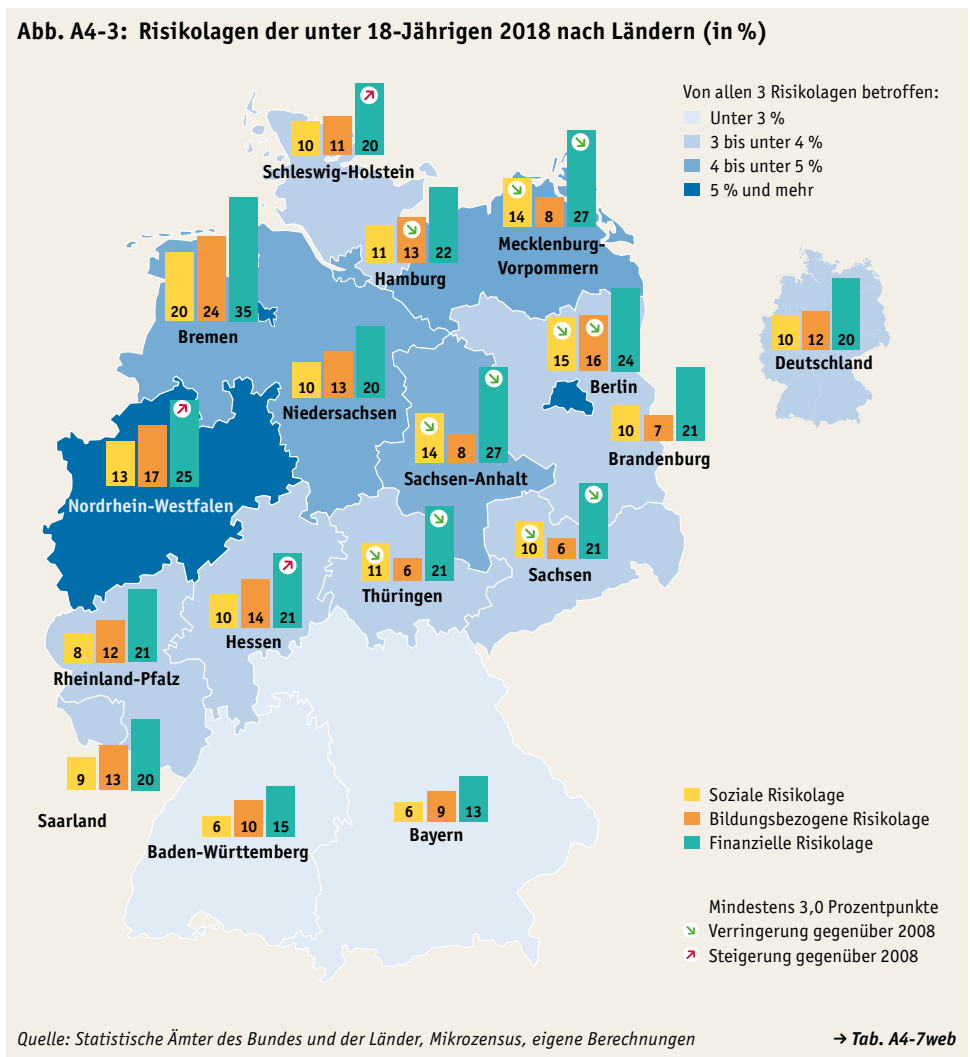 Abb. A4-3: Risikolagen der unter 18-Jährigen 2018 nach Ländern (in %)
Von allen 3 Risikolagen betroffen:
Unter 3 %
3 bis unter 4 %
4 bis unter 5 %
5 % und mehr
10 11 20
Schleswig-Holstein
14 8 27
Mecklenburg-
Vorpommern
11 13 22
Hamburg
20 24 35
Bremen
10 12 20
Deutschland
15 16 24
Berlin
10 13 20
Niedersachsen
10 7 21
Brandenburg
14 8 27
Sachsen-Anhalt
13 17 25
Nordrhein-Westfalen
10 6 21
Sachsen
11 6 21
Thüringen
10 14 21
Hessen
8 12 21
Rheinland-Pfalz
9 13 20
Saarland
6 10 15
Baden-Württemberg
6 9 13
Bayern
Soziale Risikolage
Bildungsbezogene Risikolage
Finanzielle Risikolage
Mindestens 3,0 Prozentpunkte
Verringerung gegenüber 2008
Steigerung gegenüber 2008
Quelle: Statistische Ämter des Bundes und der Länder, Mikrozensus, eigene Berechnungen
→ Tab. A4-7web